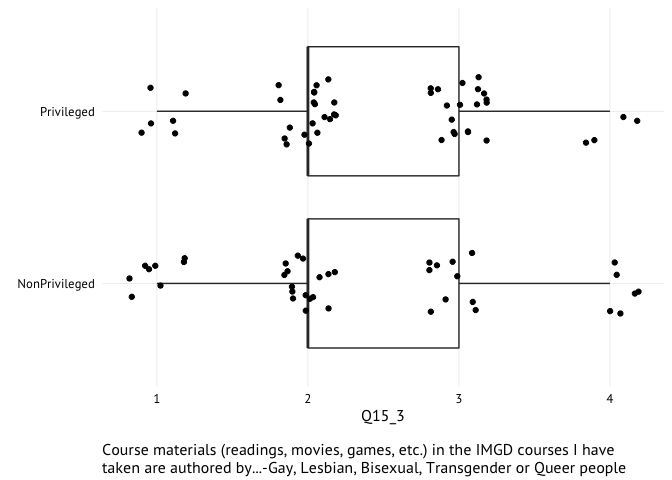 Privileged
NonPrivileged
1 2 3 4
Q15_3
Course materials (readings, movies, games, etc.) in the IMGD courses I have
taken are authored by...-Gay, Lesbian, Bisexual, Transgender or Queer people